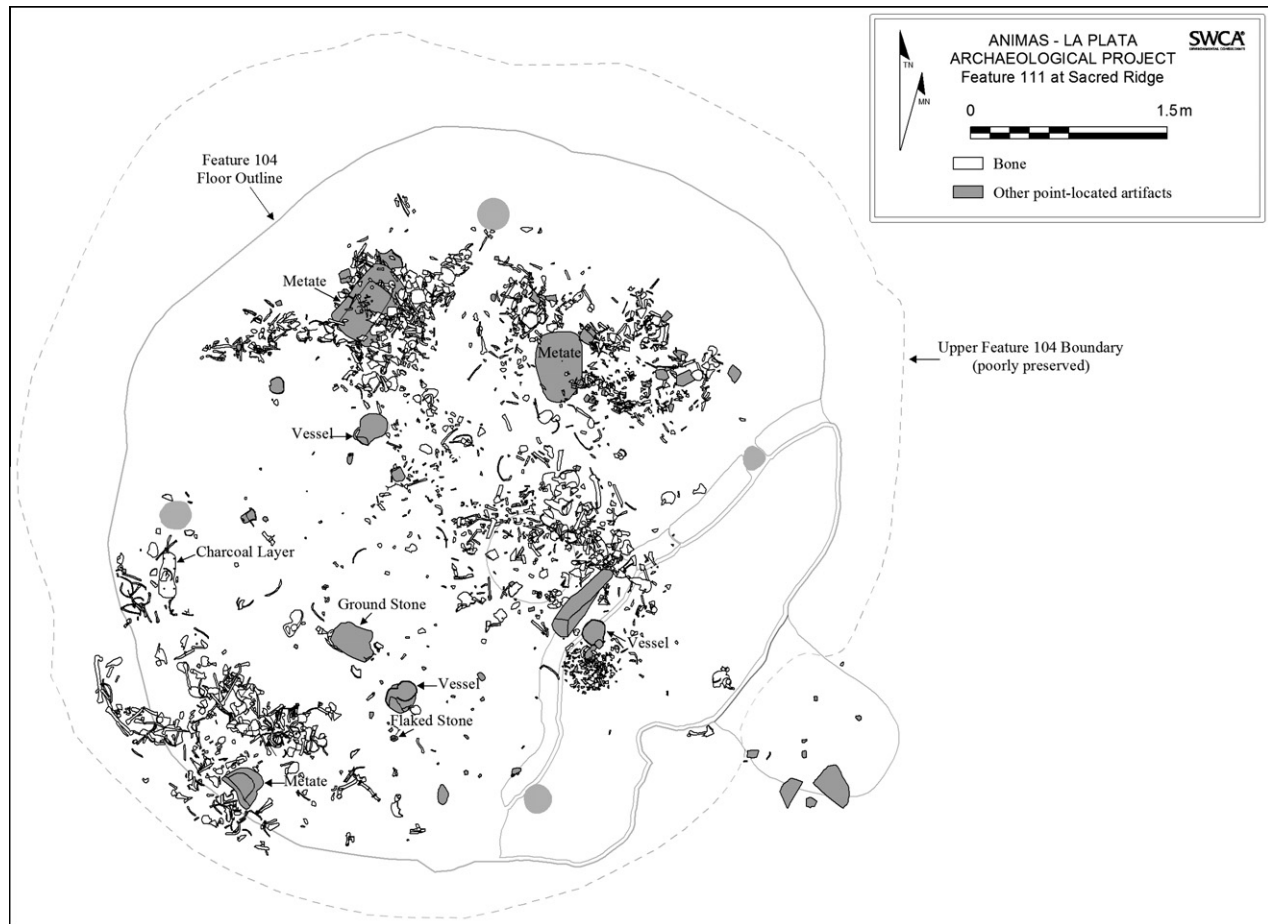 ANIMAS - LA PLATA
ARCHAEOLOGICAL PROJECT
Feature 111 at Sacred Ridge
SWCA®
ENVIRONMENTAL CONSULTANTS
TN
MN
0 1.5 m
Bone
Other point-located artifacts
Feature 104
Floor Outline
Metate
Metate
Upper Feature 104 Boundary
(poorly preserved)
Vessel
Charcoal Layer
Ground Stone
Vessel
Vessel
Flaked Stone
Metate